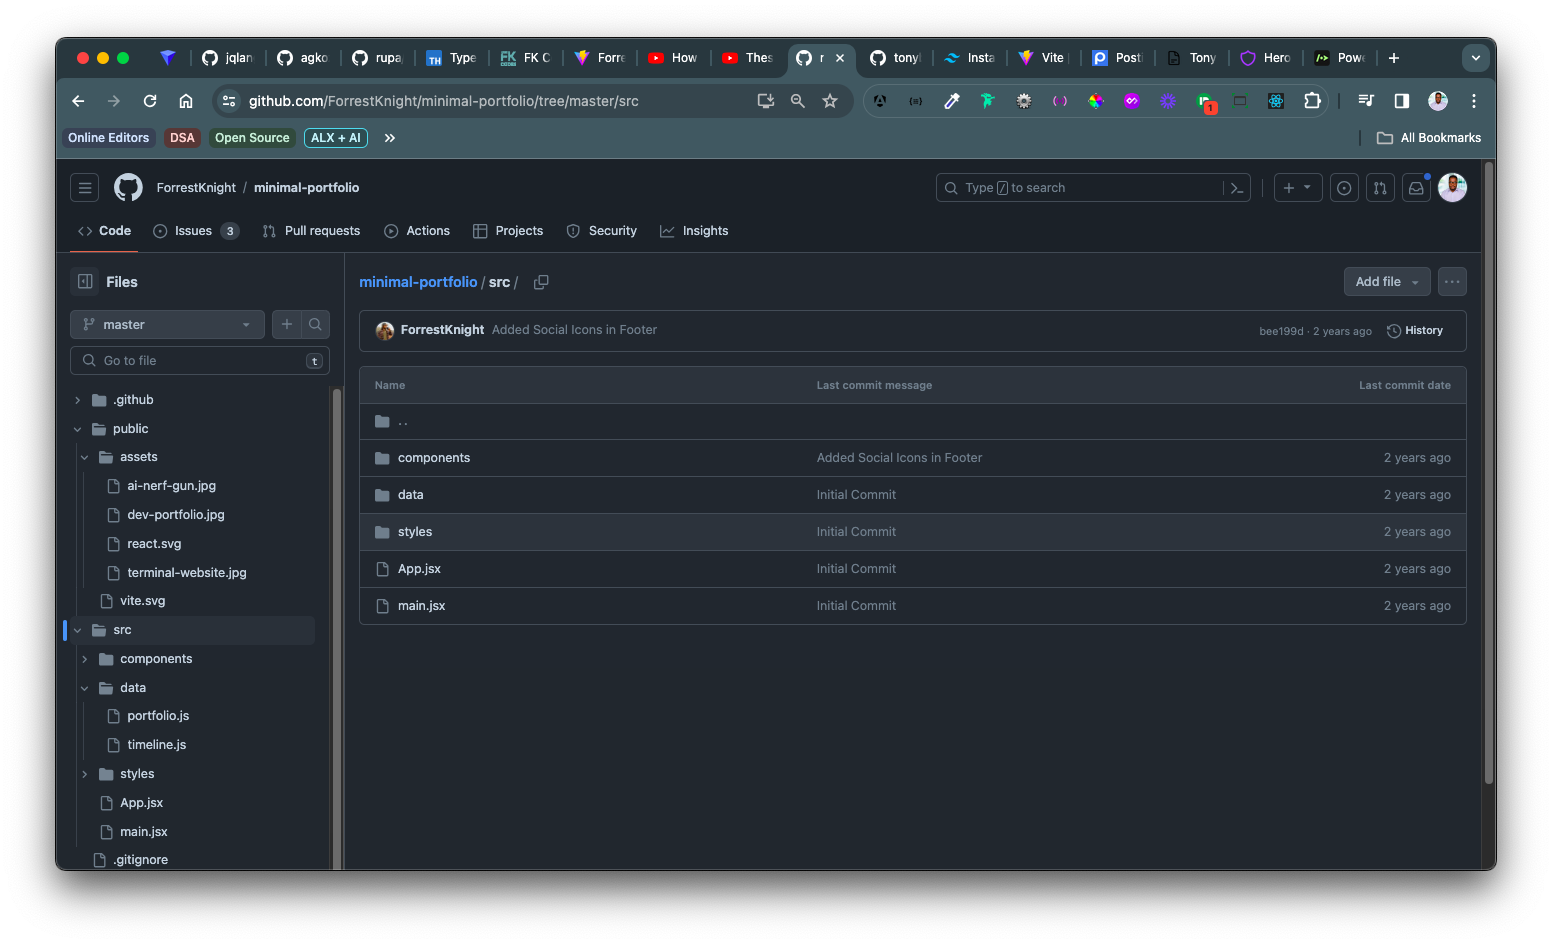 jqlan
agko
rupa
TH Type
FK FK C
Forre
How
Thes
r
tonyl
Insta
Vite
Posti
Tony
Hero
Powe
github.com/ForrestKnight/minimal-portfolio/tree/master/src
1
Online Editors
DSA
Open Source
ALX + AI
All Bookmarks
ForrestKnight / minimal-portfolio
Type / to search
Code
Issues 3
Pull requests
Actions
Projects
Security
Insights
Files
master
Go to file
t
.github
public
assets
ai-nerf-gun.jpg
dev-portfolio.jpg
react.svg
terminal-website.jpg
vite.svg
src
components
data
portfolio.js
timeline.js
styles
App.jsx
main.jsx
.gitignore
minimal-portfolio / src /
Add file
ForrestKnight Added Social Icons in Footer
bee199d · 2 years ago
History
Name Last commit message Last commit date
..
components Added Social Icons in Footer 2 years ago
data Initial Commit 2 years ago
styles Initial Commit 2 years ago
App.jsx Initial Commit 2 years ago
main.jsx Initial Commit 2 years ago